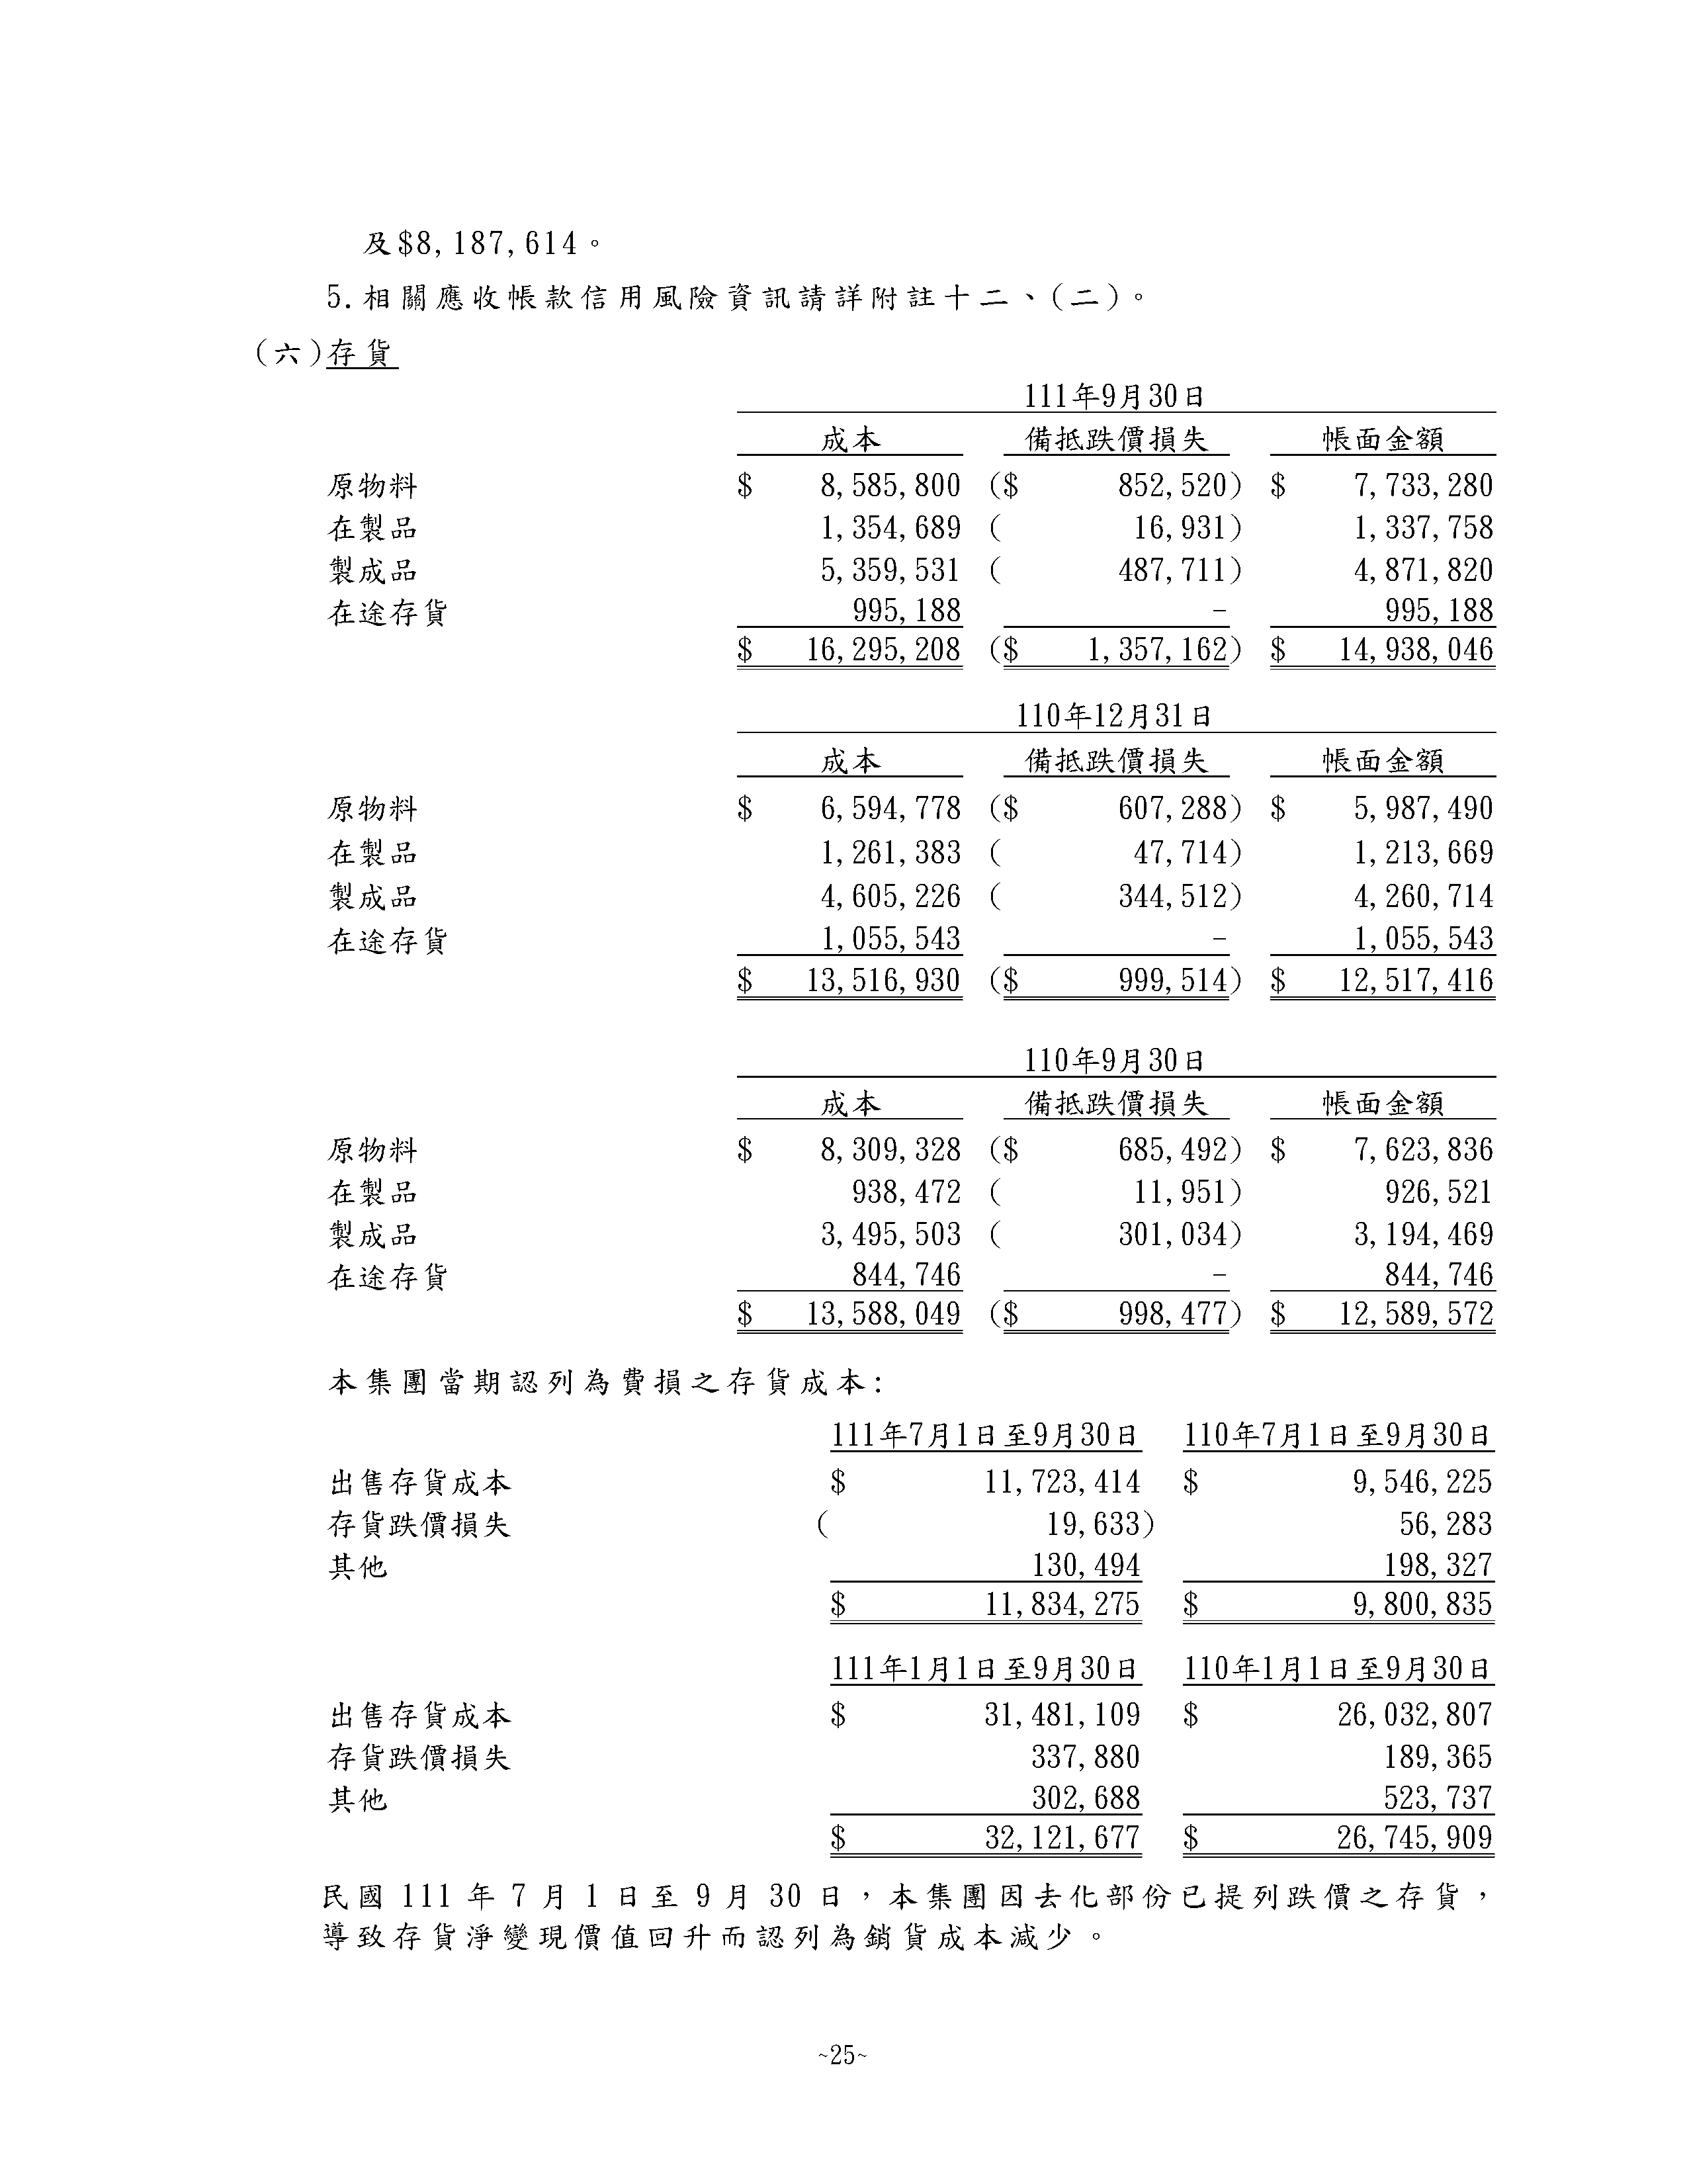 及$8,187,614。
5.相關應收帳款信用風險資訊請詳附註十二、(二)。
(六)存貨
111年9月30日
成本 備抵跌價損失 帳面金額
原物料 $ 8,585,800 ($ 852,520) $ 7,733,280
在製品 1,354,689 ( 16,931) 1,337,758
製成品 5,359,531 ( 487,711) 4,871,820
在途存貨 995,188 - 995,188
$ 16,295,208 ($ 1,357,162) $ 14,938,046
110年12月31日
成本 備抵跌價損失 帳面金額
原物料 $ 6,594,778 ($ 607,288) $ 5,987,490
在製品 1,261,383 ( 47,714) 1,213,669
製成品 4,605,226 ( 344,512) 4,260,714
在途存貨 1,055,543 - 1,055,543
$ 13,516,930 ($ 999,514) $ 12,517,416
110年9月30日
成本 備抵跌價損失 帳面金額
原物料 $ 8,309,328 ($ 685,492) $ 7,623,836
在製品 938,472 ( 11,951) 926,521
製成品 3,495,503 ( 301,034) 3,194,469
在途存貨 844,746 - 844,746
$ 13,588,049 ($ 998,477) $ 12,589,572
本集團當期認列為費損之存貨成本:
111年7月1日至9月30日 110年7月1日至9月30日
出售存貨成本 $ 11,723,414 $ 9,546,225
存貨跌價損失 ( 19,633) 56,283
其他 130,494 198,327
$ 11,834,275 $ 9,800,835
111年1月1日至9月30日 110年1月1日至9月30日
出售存貨成本 $ 31,481,109 $ 26,032,807
存貨跌價損失 337,880 189,365
其他 302,688 523,737
$ 32,121,677 $ 26,745,909
民國 111 年 7 月 1 日至 9 月 30 日,本集團因去化部份已提列跌價之存貨,
導致存貨淨變現價值回升而認列為銷貨成本減少。
~25~